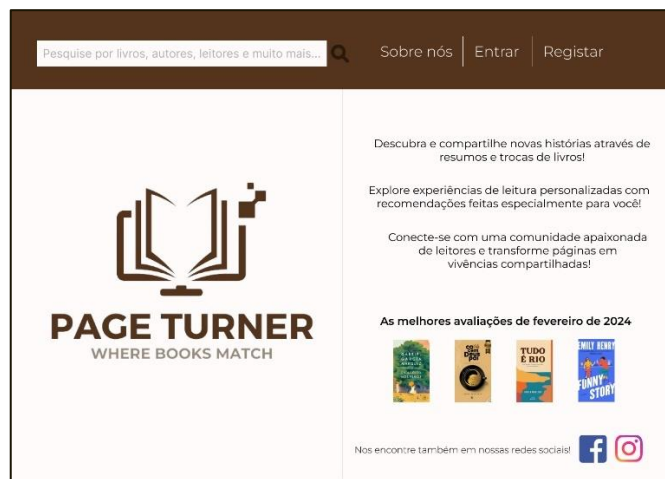 Pesquise por livros, autores, leitores e muito mais...
Sobre nós
Entrar
Registar
PAGE TURNER
WHERE BOOKS MATCH
Descubra e compartilhe novas histórias através de
resumos e trocas de livros!
Explore experiências de leitura personalizadas com
recomendações feitas especialmente para você!
Conecte-se com uma comunidade apaixonada
de leitores e transforme páginas em
vivências compartilhadas!
As melhores avaliações de fevereiro de 2024
Deus
TUDO
É RIO
EMILY HENRY
FUNNY
STORY
Nos encontre também em nossas redes sociais!